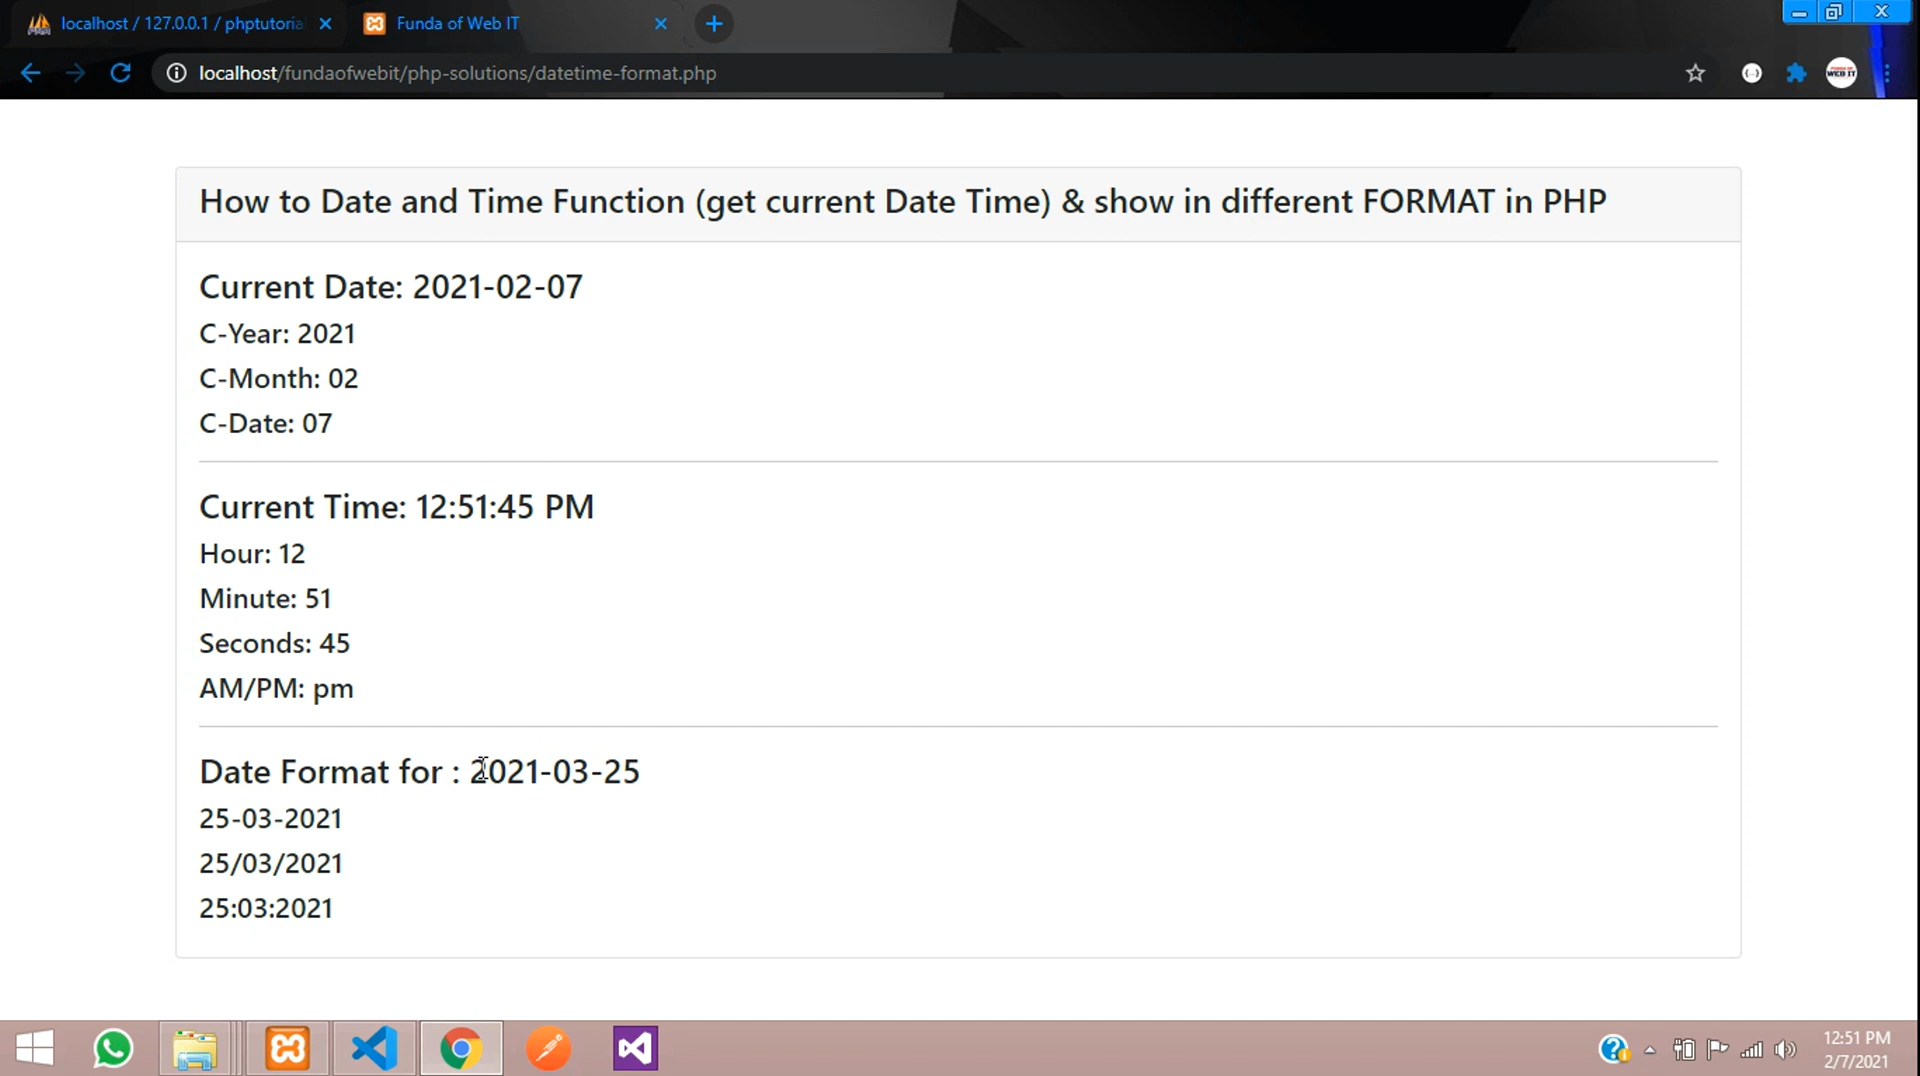 localhost / 127.0.0.1 / phptutoria
Funda of Web IT
localhost/fundaofwebit/php-solutions/datetime-format.php
WEB IT
How to Date and Time Function (get current Date Time) & show in different FORMAT in PHP
Current Date: 2021-02-07
C-Year: 2021
C-Month: 02
C-Date: 07
Current Time: 12:51:45 PM
Hour: 12
Minute: 51
Seconds: 45
AM/PM: pm
Date Format for : 2021-03-25
25-03-2021
25/03/2021
25:03:2021
12:51 PM
2/7/2021